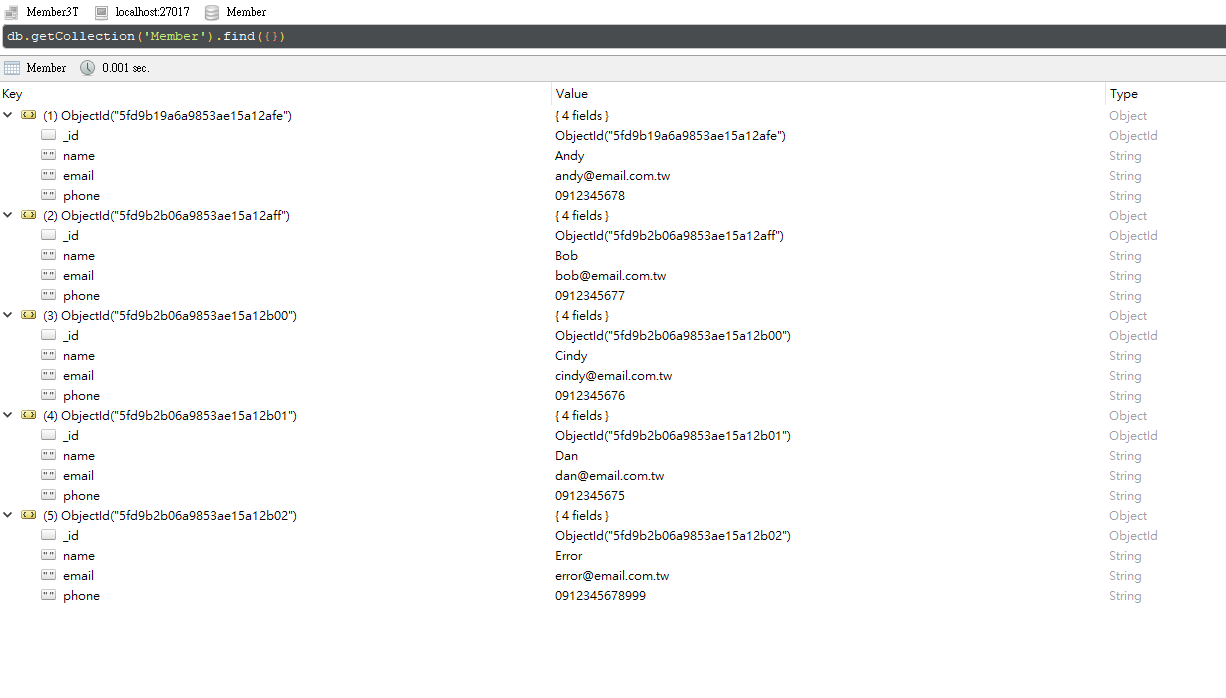 Member3T localhost:27017 Member
db.getCollection('Member').find({})
Member 0.001 sec.
Key Value Type
(1) ObjectId("5fd9b19a6a9853ae15a12afe") { 4 fields } Object
_id ObjectId("5fd9b19a6a9853ae15a12afe") ObjectId
name Andy String
email andy@email.com.tw String
phone 0912345678 String
(2) ObjectId("5fd9b2b06a9853ae15a12aff") { 4 fields } Object
_id ObjectId("5fd9b2b06a9853ae15a12aff") ObjectId
name Bob String
email bob@email.com.tw String
phone 0912345677 String
(3) ObjectId("5fd9b2b06a9853ae15a12b00") { 4 fields } Object
_id ObjectId("5fd9b2b06a9853ae15a12b00") ObjectId
name Cindy String
email cindy@email.com.tw String
phone 0912345676 String
(4) ObjectId("5fd9b2b06a9853ae15a12b01") { 4 fields } Object
_id ObjectId("5fd9b2b06a9853ae15a12b01") ObjectId
name Dan String
email dan@email.com.tw String
phone 0912345675 String
(5) ObjectId("5fd9b2b06a9853ae15a12b02") { 4 fields } Object
_id ObjectId("5fd9b2b06a9853ae15a12b02") ObjectId
name Error String
email error@email.com.tw String
phone 0912345678999 String